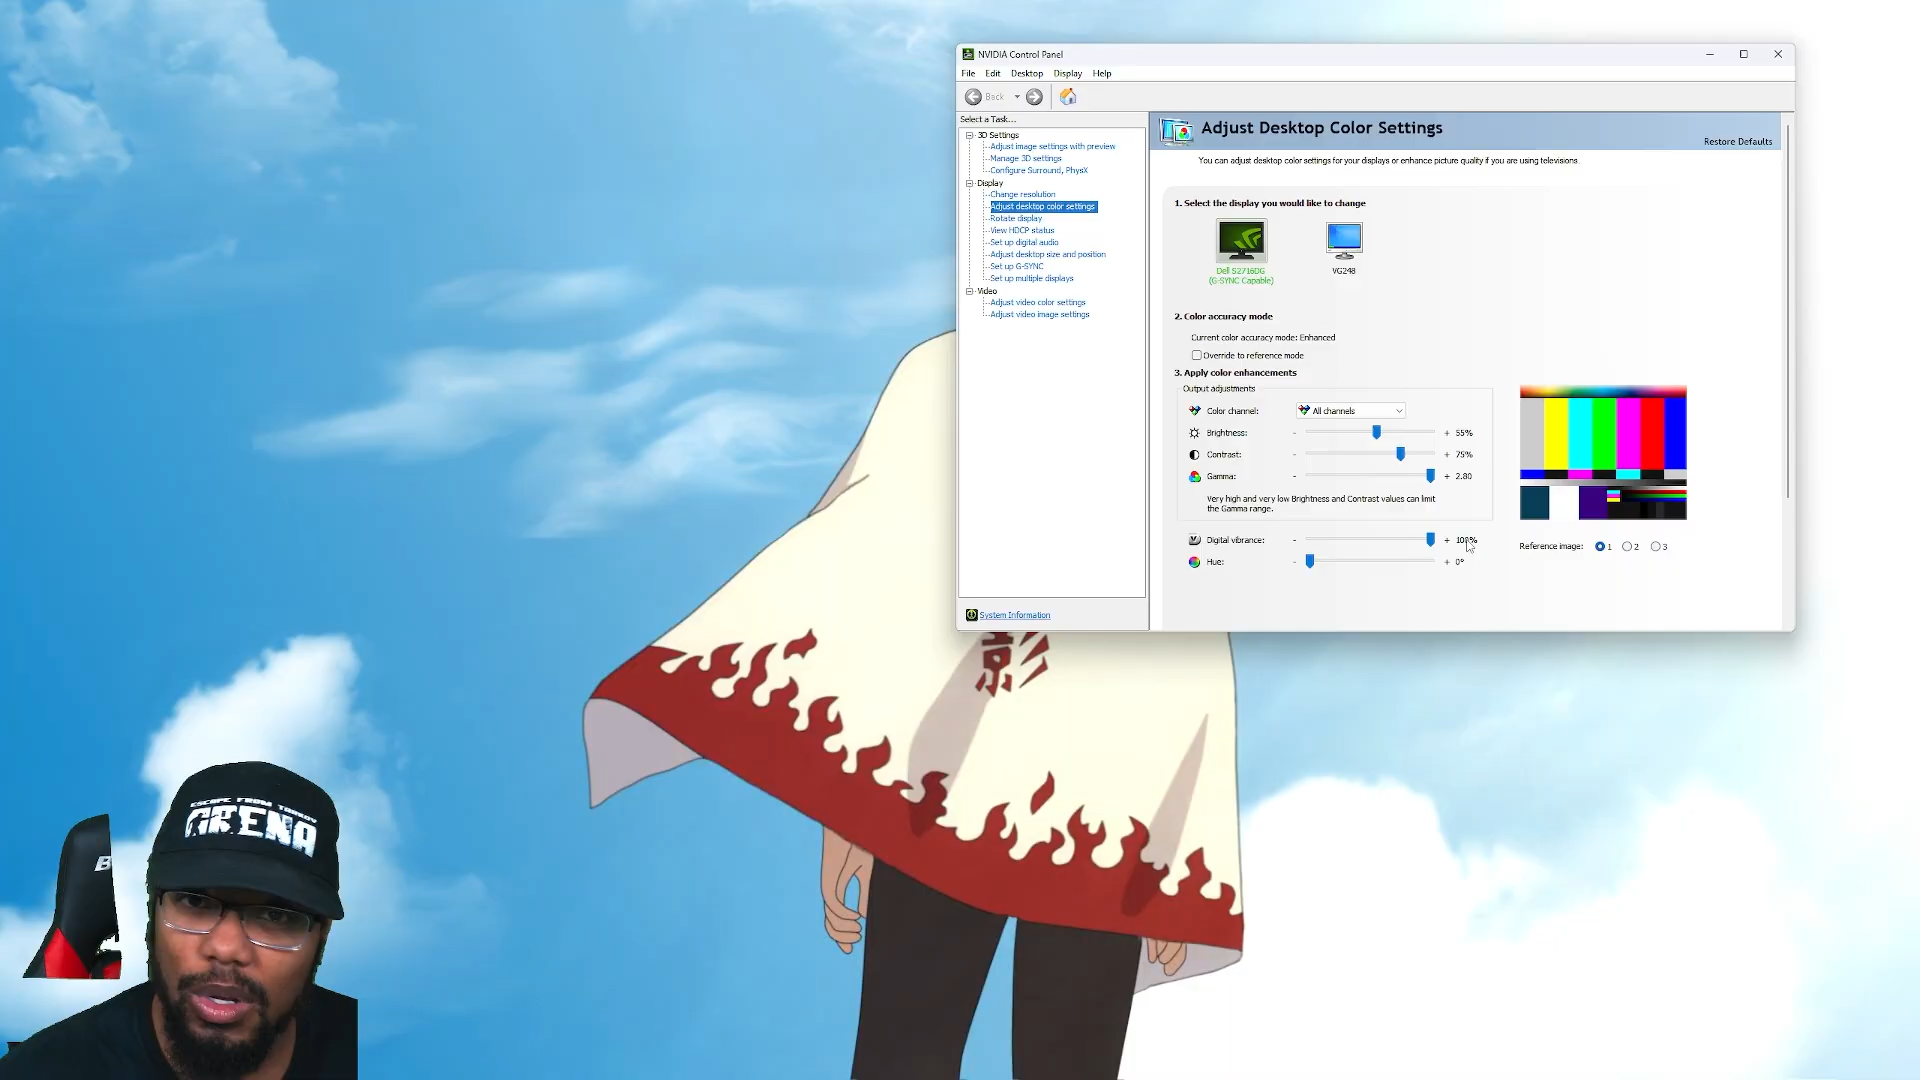 NVIDIA Control Panel
File Edit Desktop Display Help
Back
Select a Task...
3D Settings
Adjust image settings with preview
Manage 3D settings
Configure Surround, PhysX
Display
Change resolution
Adjust desktop color settings
Rotate display
View HDCP status
Set up digital audio
Adjust desktop size and position
Set up G-SYNC
Set up multiple displays
Video
Adjust video color settings
Adjust video image settings
System Information
Adjust Desktop Color Settings
Restore Defaults
You can adjust desktop color settings for your displays or enhance picture quality if you are using televisions.
1. Select the display you would like to change
Dell S2716DG
(G-SYNC Capable)
VG248
2. Color accuracy mode
Current color accuracy mode: Enhanced
Override to reference mode
3. Apply color enhancements
Output adjustments
Color channel: All channels
Brightness: - + 55%
Contrast: - + 75%
Gamma: - + 2.80
Very high and very low Brightness and Contrast values can limit
the Gamma range.
Digital vibrance: - + 100%
Hue: - + 0°
Reference image: 1 2 3
影
ESCAPE FROM TARKOV
ARENA